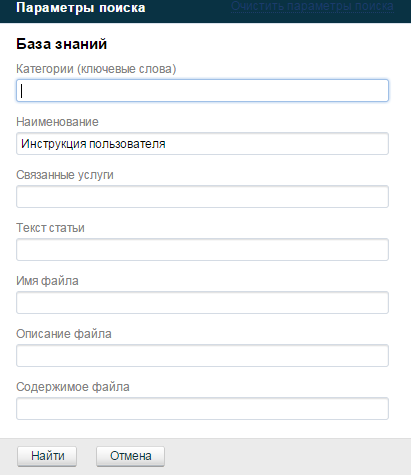 Параметры поиска
Очистить параметры поиска
База знаний
Категории (ключевые слова)
Наименование
Инструкция пользователя
Связанные услуги
Текст статьи
Имя файла
Описание файла
Содержимое файла
Найти
Отмена